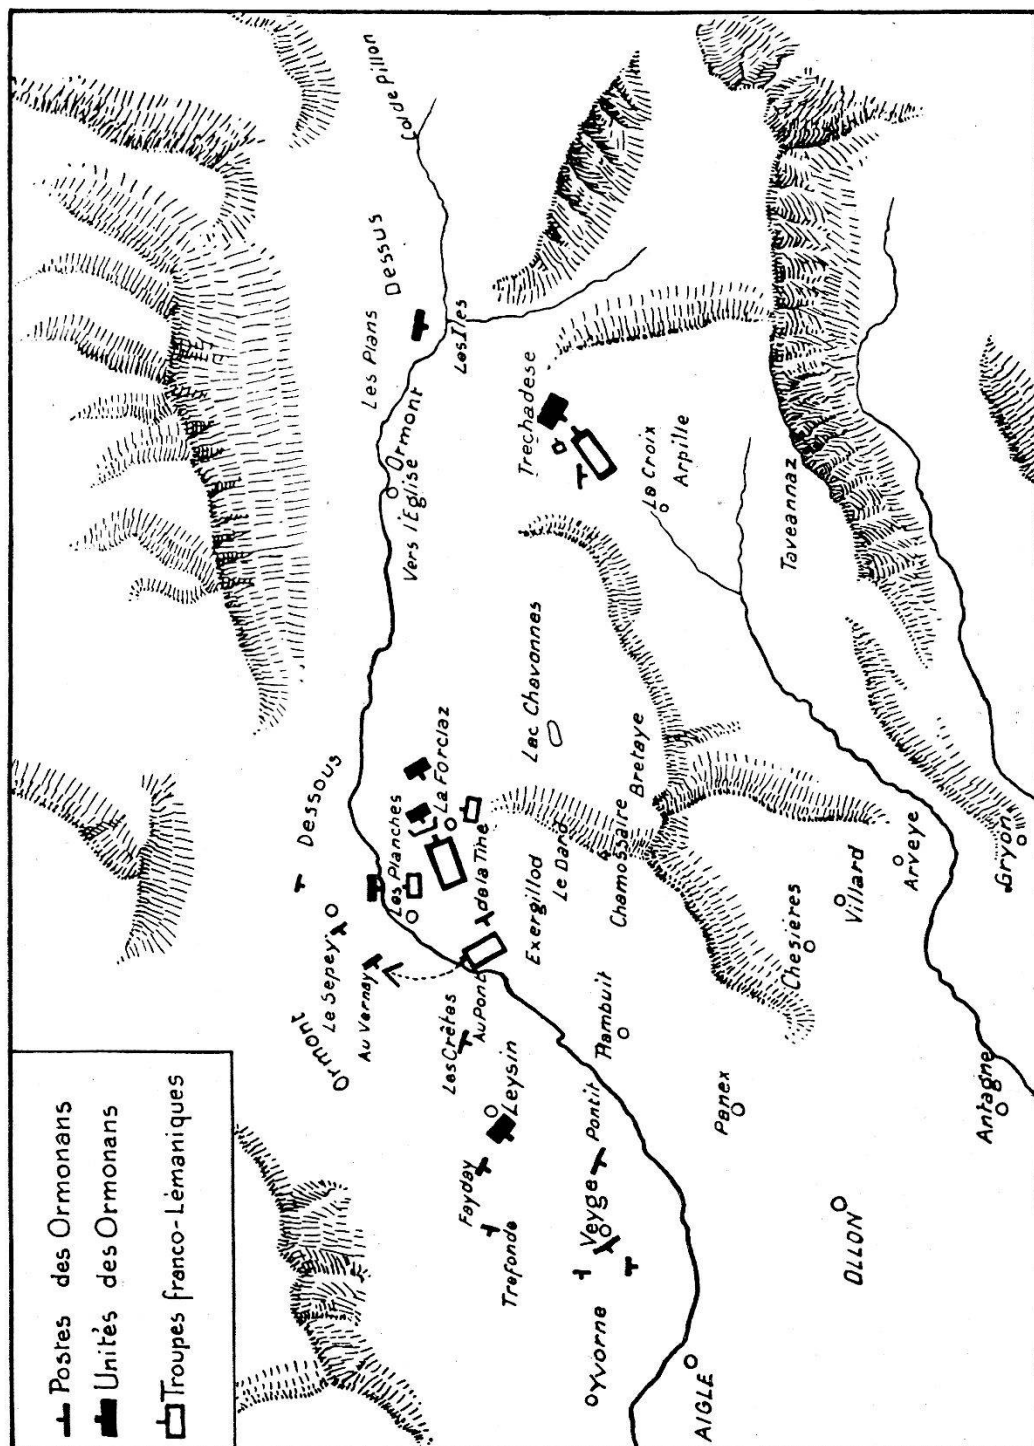 Postes des Ormonans
Unités des Ormonans
Troupes franco-Lémaniques
Col de pillon
Les Plans
Dessus
Les Iles
Vers l'Eglise
Ormont
Trechadese
La Croix
Arpille
Taveannaz
Lac Chavonnes
Bretaye
Chamossaire
Le Dard
Exergillod
La Forclaz
de la Tine
Les Planches
Dessous
Le Sepey
Ormont
Au Vernay
Au Pont
Les Crêtes
Leysin
Feydey
Trefonde
Veyge
Pontit
Yvorne
AIGLE
OLLON
Panex
Antagne
Chesières
Villard
Arveye
Gryon